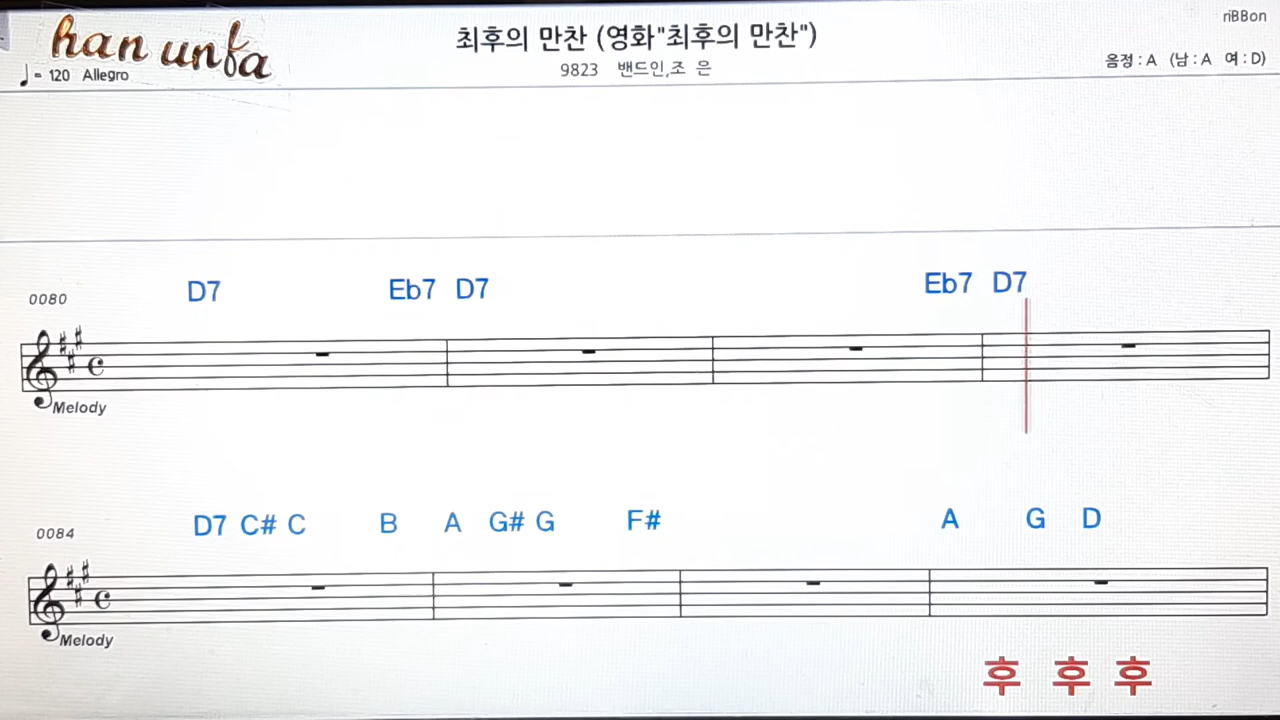 han unfa
riBBon
최후의 만찬 (영화"최후의 만찬")
♩= 120 Allegro
9823 밴드인,조 은
음정 : A (남 : A 여 : D)
D7 Eb7 D7 Eb7 D7
0080
Melody
D7 C# C B A G# G F# A G D
0084
Melody
후 후 후